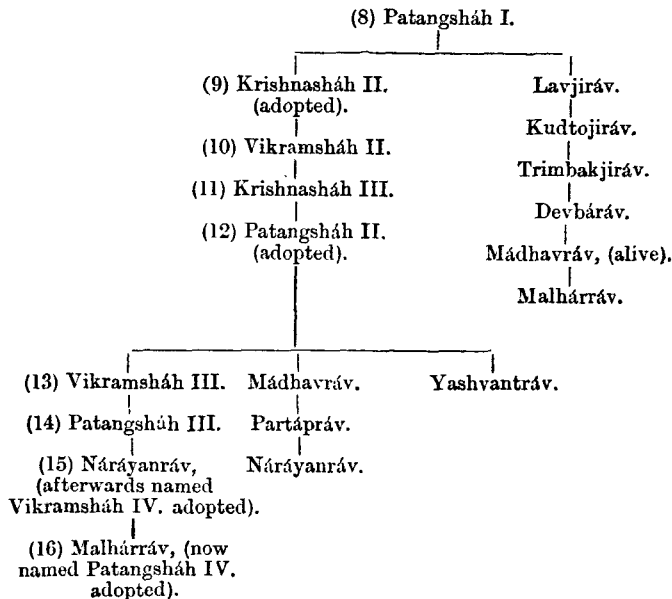 (8) Patangsháh I.
(9) Krishnasháh II.
(adopted).
(10) Vikramsháh II.
(11) Krishnasháh III.
(12) Patangsháh II.
(adopted).
Lavjiráv.
Kudtojiráv.
Trimbakjiráv.
Devbáráv.
Mádhavráv, (alive).
Malhárráv.
(13) Vikramsháh III.
(14) Patangsháh III.
(15) Náráyanráv,
(afterwards named
Vikramsháh IV. adopted).
(16) Malhárráv, (now
named Patangsháh IV.
adopted).
Mádhavráv.
Partápráv.
Náráyanráv.
Yashvantráv.